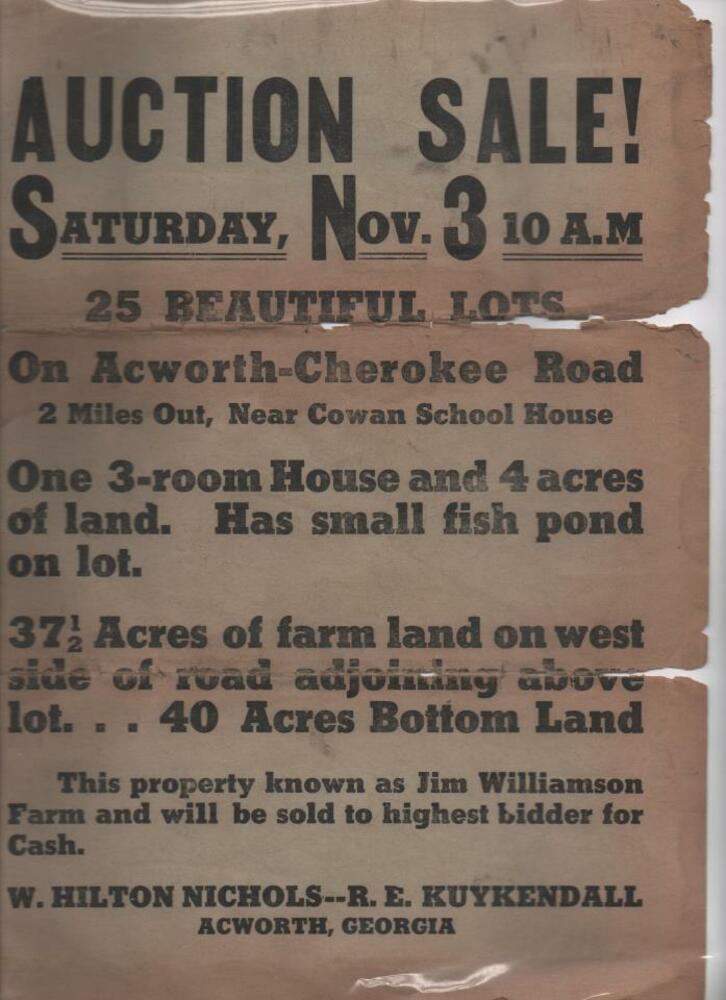 AUCTION SALE!
SATURDAY, NOV. 3 10 A.M
25 BEAUTIFUL LOTS
On Acworth-Cherokee Road
2 Miles Out, Near Cowan School House
One 3-room House and 4 acres
of land. Has small fish pond
on lot.
37½ Acres of farm land on west
side of road adjoining above
lot. . . 40 Acres Bottom Land
This property known as Jim Williamson
Farm and will be sold to highest bidder for
Cash.
W. HILTON NICHOLS--R. E. KUYKENDALL
ACWORTH, GEORGIA